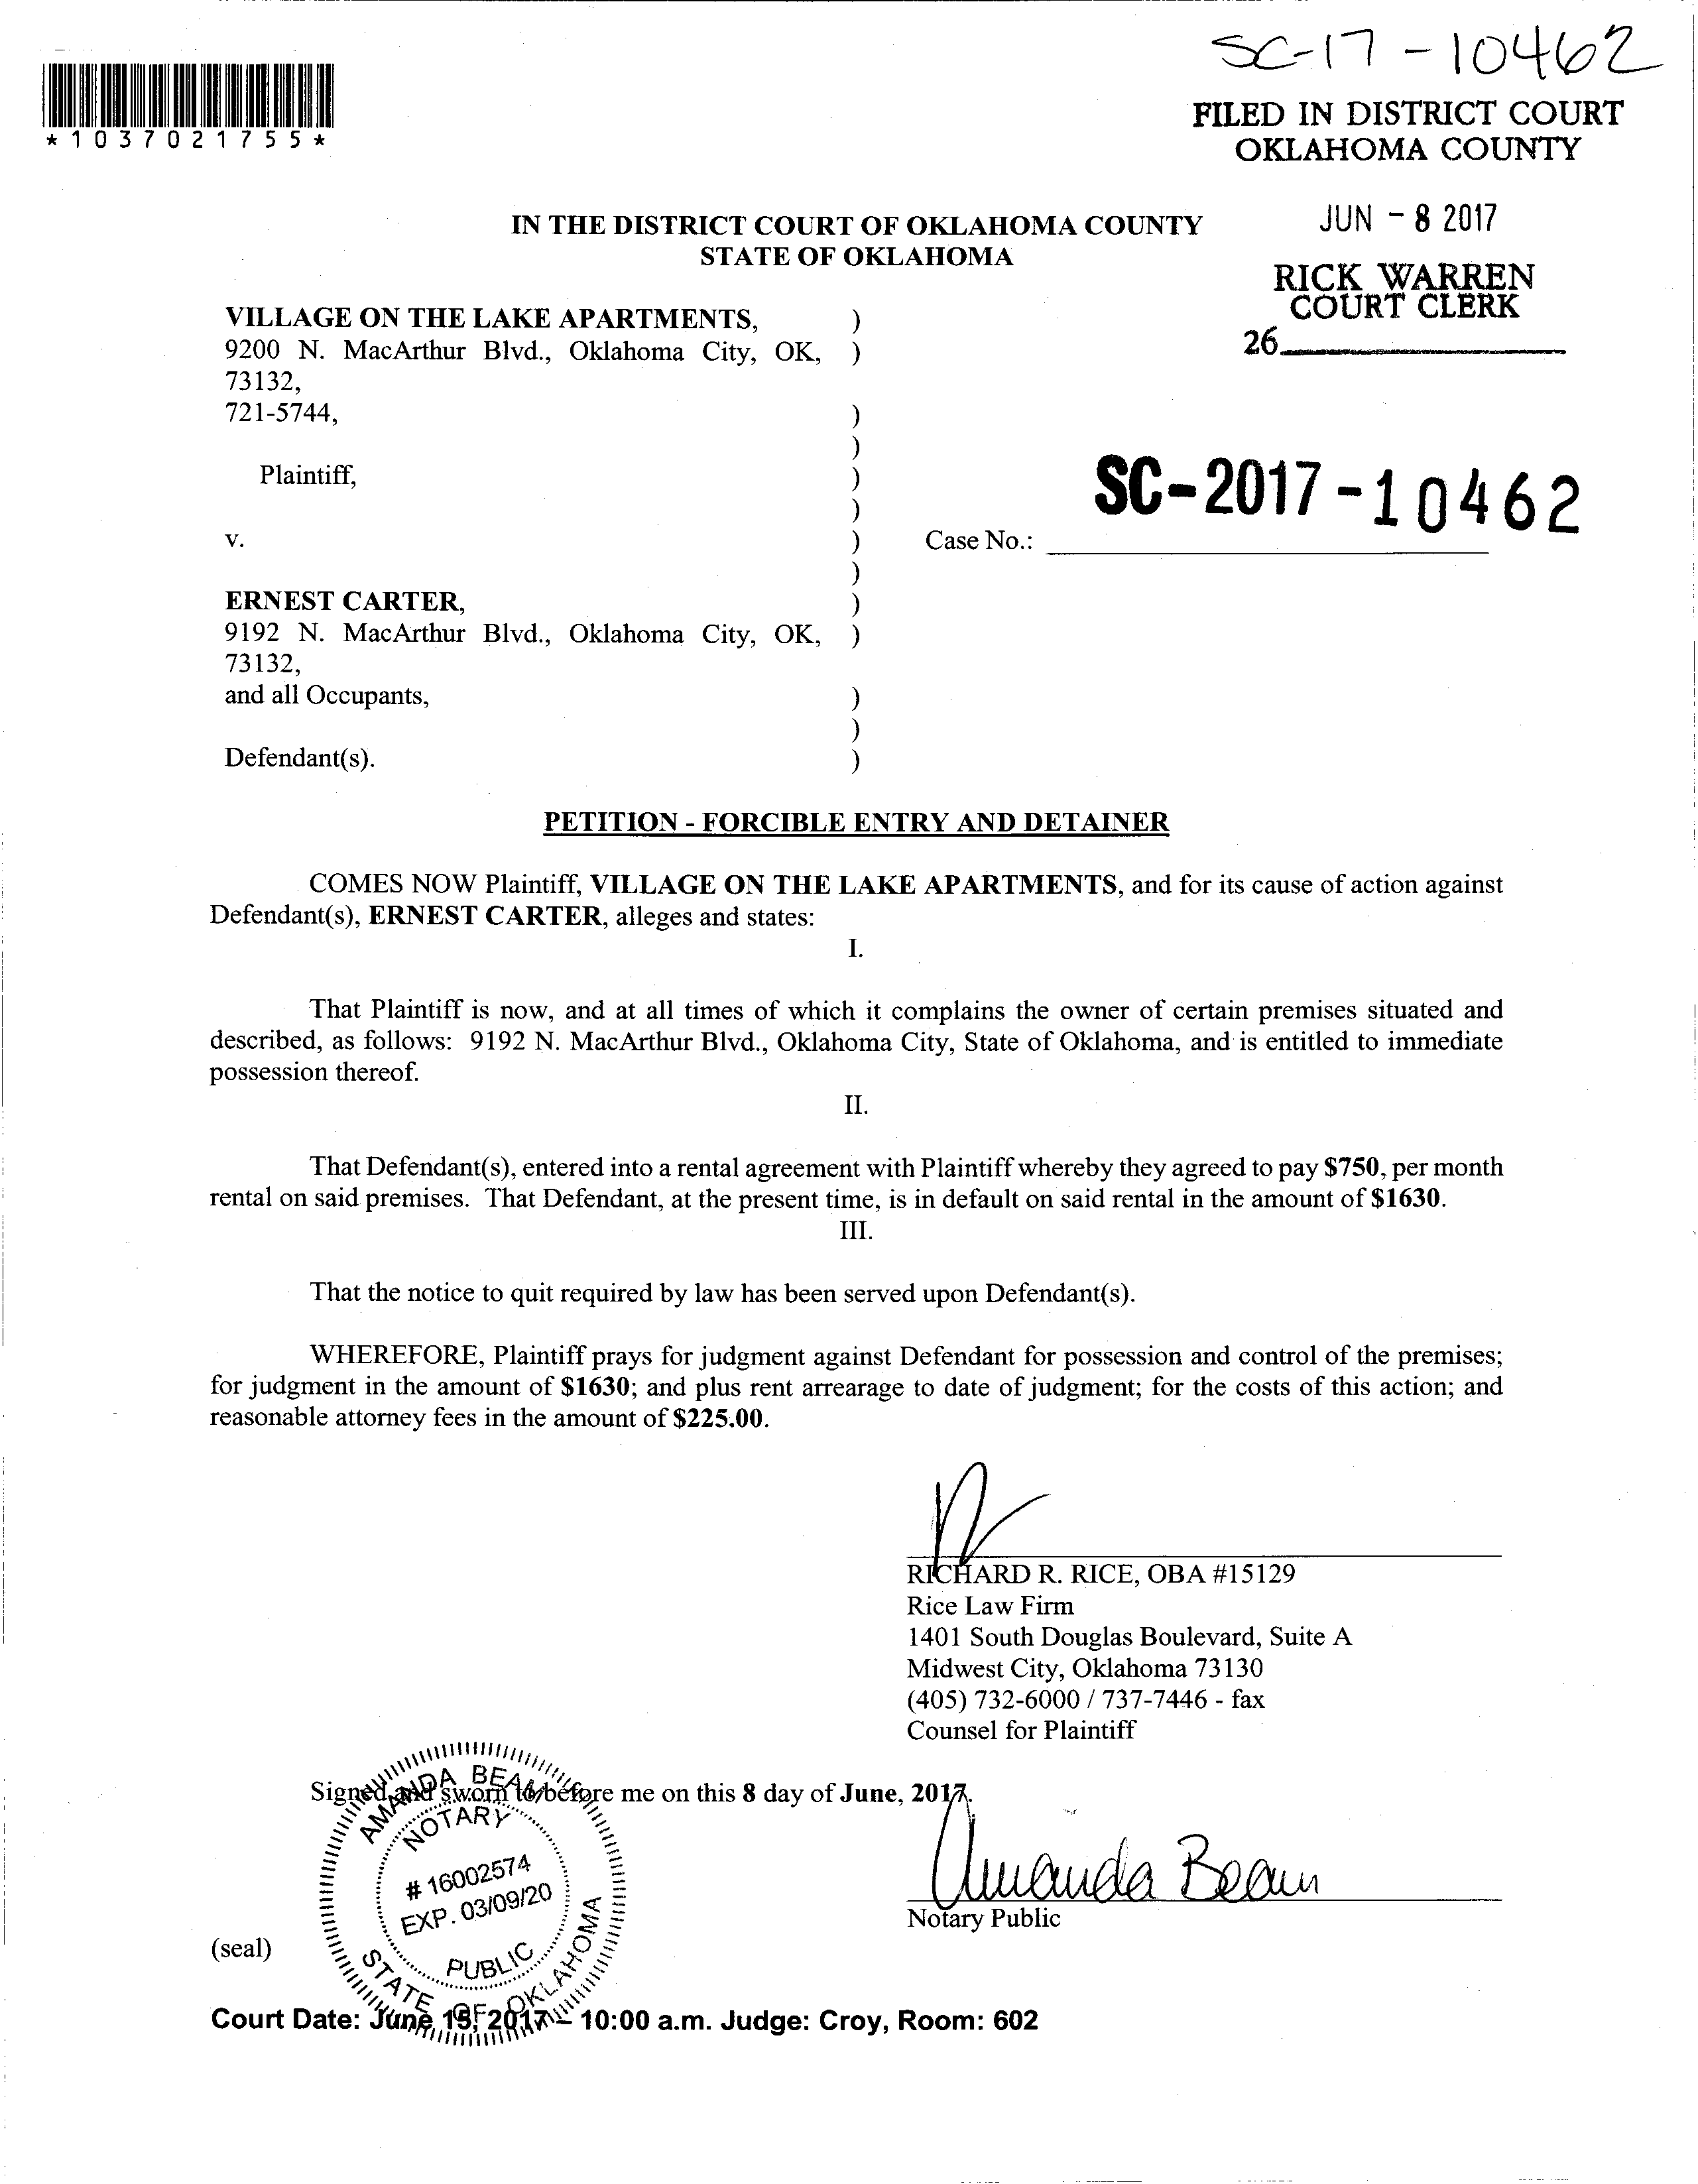 SC-17-10462
*1037021755*
FILED IN DISTRICT COURT
OKLAHOMA COUNTY
JUN - 8 2017
RICK WARREN
COURT CLERK
26
IN THE DISTRICT COURT OF OKLAHOMA COUNTY
STATE OF OKLAHOMA
VILLAGE ON THE LAKE APARTMENTS, )
9200 N. MacArthur Blvd., Oklahoma City, OK, )
73132,
721-5744, )
)
Plaintiff, )
)
v. )
)
ERNEST CARTER, )
9192 N. MacArthur Blvd., Oklahoma City, OK, )
73132,
and all Occupants, )
)
Defendant(s). )
SC-2017-10462
Case No.:
PETITION - FORCIBLE ENTRY AND DETAINER
COMES NOW Plaintiff, VILLAGE ON THE LAKE APARTMENTS, and for its cause of action against
Defendant(s), ERNEST CARTER, alleges and states:
I.
That Plaintiff is now, and at all times of which it complains the owner of certain premises situated and
described, as follows: 9192 N. MacArthur Blvd., Oklahoma City, State of Oklahoma, and is entitled to immediate
possession thereof.
II.
That Defendant(s), entered into a rental agreement with Plaintiff whereby they agreed to pay $750, per month
rental on said premises. That Defendant, at the present time, is in default on said rental in the amount of $1630.
III.
That the notice to quit required by law has been served upon Defendant(s).
WHEREFORE, Plaintiff prays for judgment against Defendant for possession and control of the premises;
for judgment in the amount of $1630; and plus rent arrearage to date of judgment; for the costs of this action; and
reasonable attorney fees in the amount of $225.00.
RICHARD R. RICE, OBA #15129
Rice Law Firm
1401 South Douglas Boulevard, Suite A
Midwest City, Oklahoma 73130
(405) 732-6000 / 737-7446 - fax
Counsel for Plaintiff
Signed and sworn to before me on this 8 day of June, 2017.
Amanda Beam
Notary Public
AMANDA BEAM
NOTARY
# 16002574
EXP. 03/09/20
PUBLIC
STATE OF OKLAHOMA
(seal)
Court Date: June 15, 2017 - 10:00 a.m. Judge: Croy, Room: 602